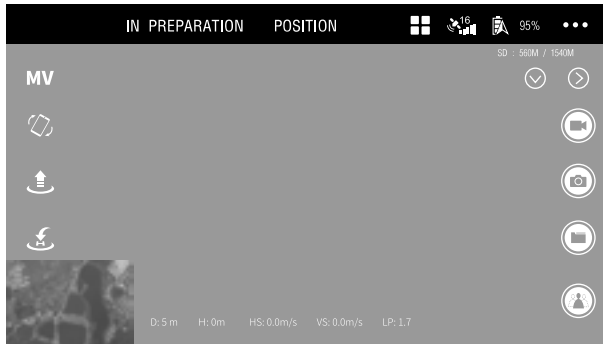 IN PREPARATION POSITION 16 95%
SD : 560M / 1540M
MV
D: 5 m H: 0m HS: 0.0m/s VS: 0.0m/s LP: 1.7